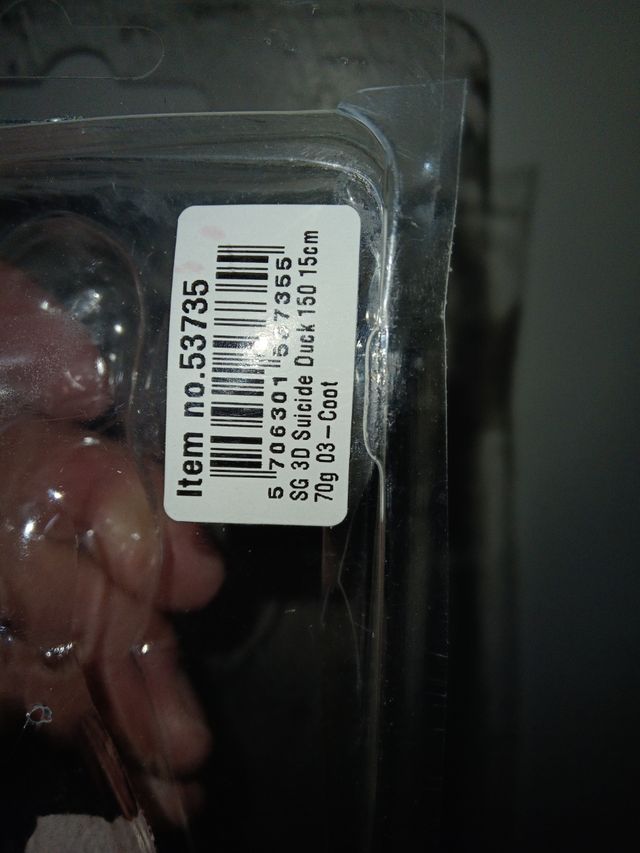 Item no.53735
5 706301 537355
SG 3D Suicide Duck 150 15cm
70g 03-Coot